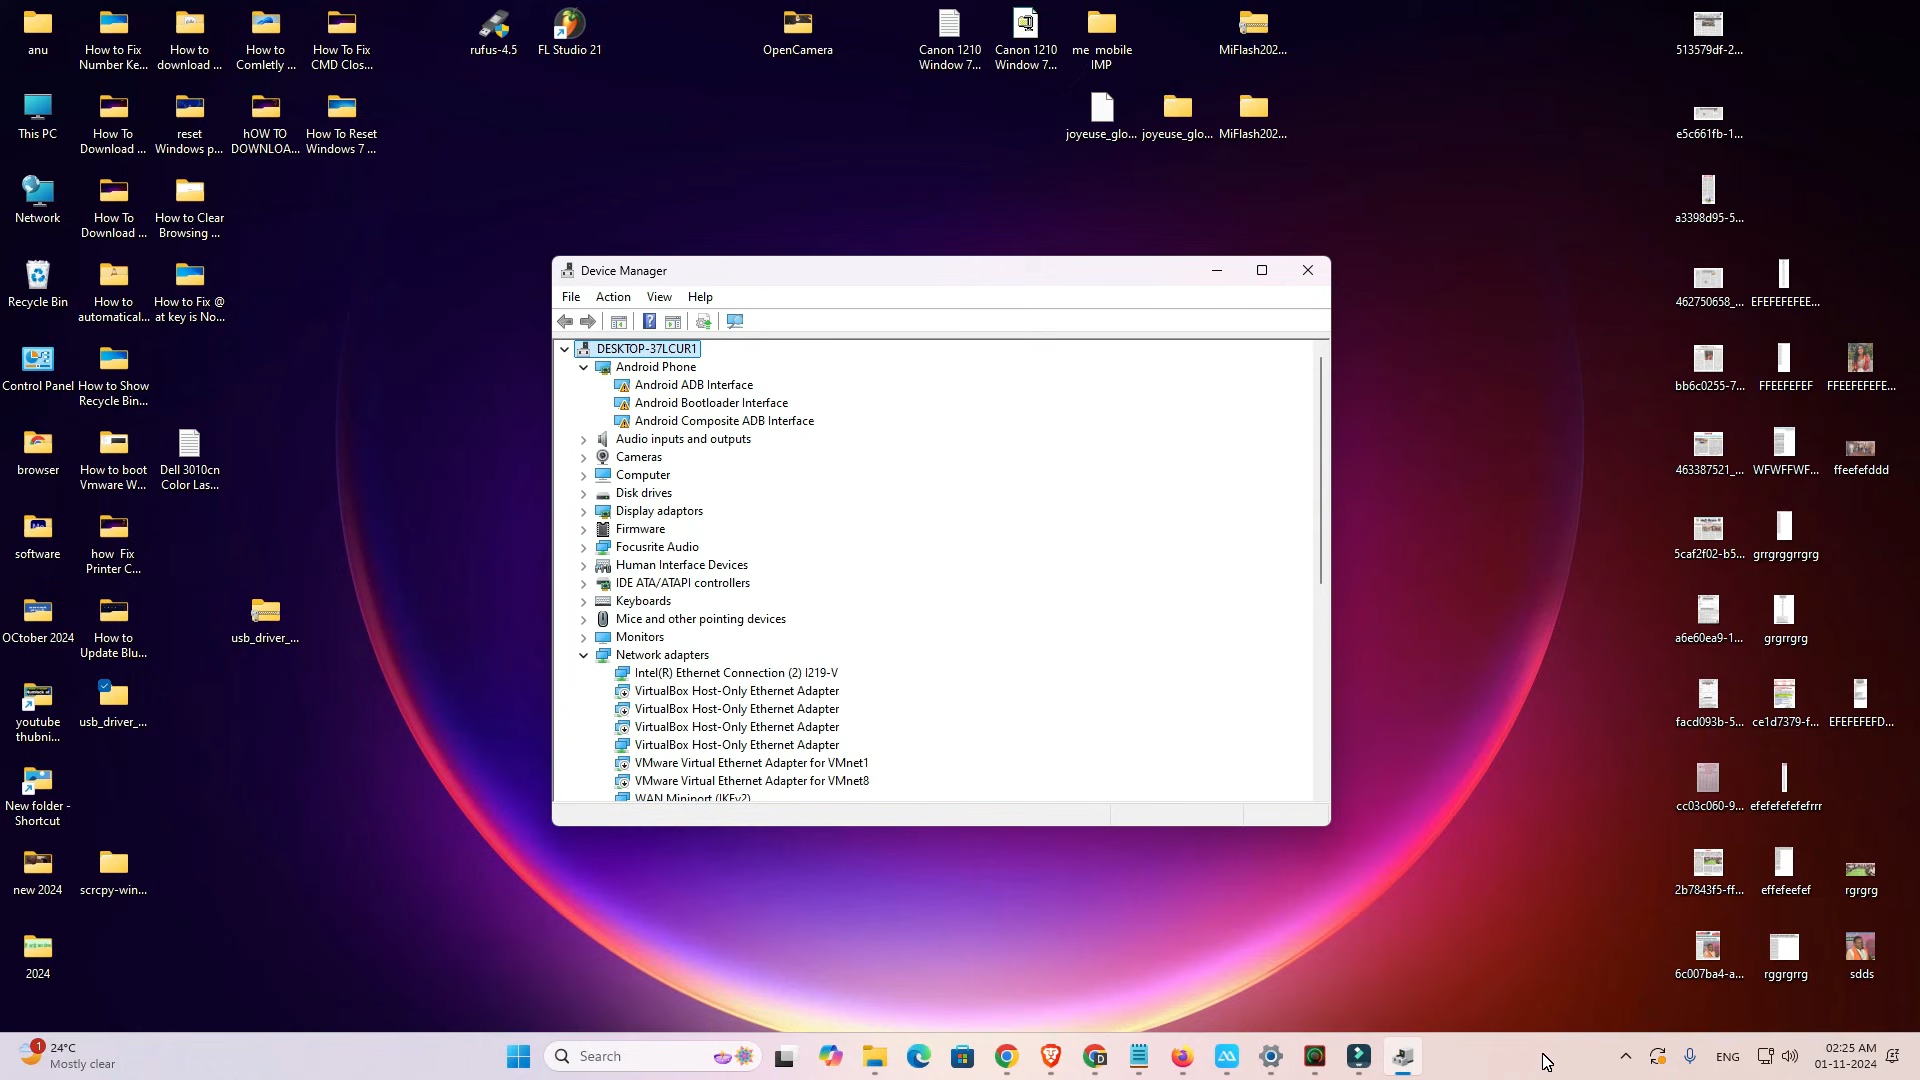 anu
How to Fix
Number Ke...
How to
download ...
How to
Comletly ...
How To Fix
CMD Clos...
rufus-4.5
FL Studio 21
OpenCamera
Canon 1210
Window 7...
Canon 1210
Window 7...
me mobile
IMP
MiFlash202...
513579df-2...
This PC
How To
Download ...
reset
Windows p...
hOW TO
DOWNLOA...
How To Reset
Windows 7 ...
joyeuse_glo...
joyeuse_glo...
MiFlash202...
e5c661fb-1...
Network
How To
Download ...
How to Clear
Browsing ...
a3398d95-5...
Recycle Bin
How to
automatical...
How to Fix @
at key is No...
462750658_...
EFEFEFEFEE...
Control Panel
How to Show
Recycle Bin...
bb6c0255-7...
FFEEFEFEF
FFEEFEFEFE...
browser
How to boot
Vmware W...
Dell 3010cn
Color Las...
463387521_...
WFWFFWF...
ffeefefddd
software
how Fix
Printer C...
5caf2f02-b5...
grrgrggrrgrg
OCtober 2024
How to
Update Blu...
usb_driver_...
a6e60ea9-1...
grgrrgrg
youtube
thubni...
usb_driver_...
facd093b-5...
ce1d7379-f...
EFEFEFEFD...
New folder -
Shortcut
cc03c060-9...
efefefefefefrrr
new 2024
scrcpy-win...
2b7843f5-ff...
effefeefef
rgrgrg
2024
6c007ba4-a...
rggrgrrg
sdds
Device Manager
File
Action
View
Help
DESKTOP-37LCUR1
Android Phone
Android ADB Interface
Android Bootloader Interface
Android Composite ADB Interface
Audio inputs and outputs
Cameras
Computer
Disk drives
Display adaptors
Firmware
Focusrite Audio
Human Interface Devices
IDE ATA/ATAPI controllers
Keyboards
Mice and other pointing devices
Monitors
Network adapters
Intel(R) Ethernet Connection (2) I219-V
VirtualBox Host-Only Ethernet Adapter
VirtualBox Host-Only Ethernet Adapter
VirtualBox Host-Only Ethernet Adapter
VirtualBox Host-Only Ethernet Adapter
VMware Virtual Ethernet Adapter for VMnet1
VMware Virtual Ethernet Adapter for VMnet8
WAN Miniport (IKEv2)
1
24°C
Mostly clear
Search
ENG
02:25 AM
01-11-2024